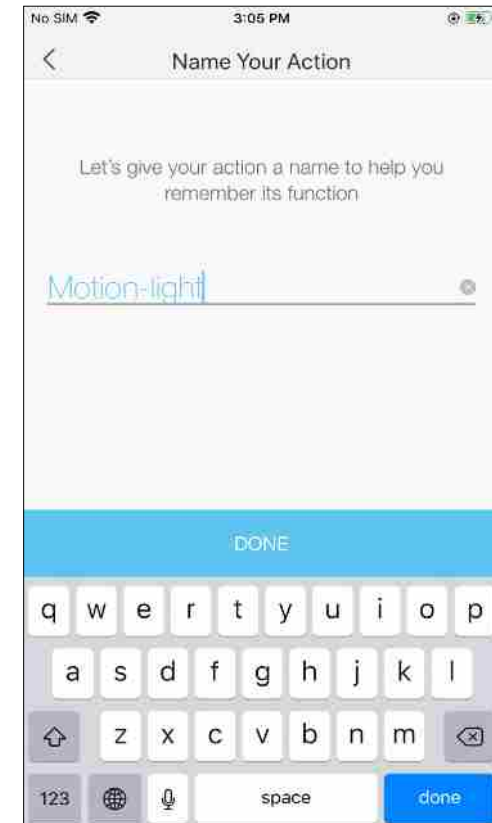 No SIM 3:05 PM
Name Your Action
Let's give your action a name to help you
remember its function
Motion-light
DONE
q w e r t y u i o p
a s d f g h j k l
z x c v b n m
123 space done